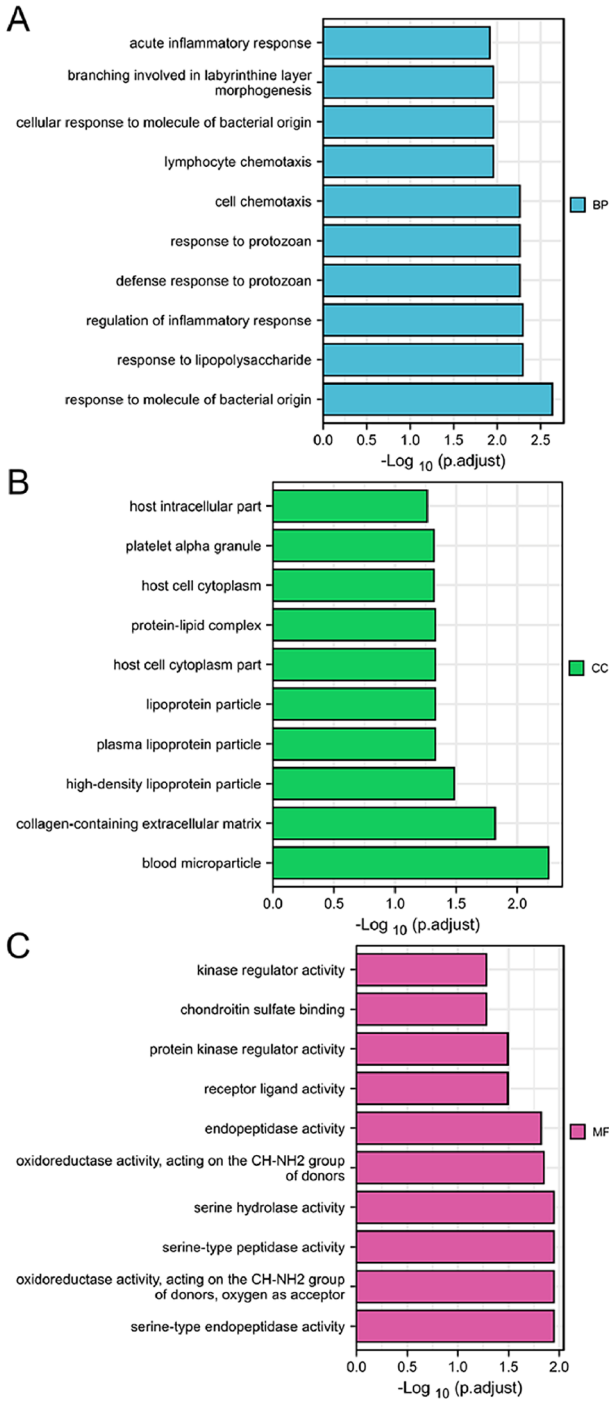 A
acute inflammatory response
branching involved in labyrinthine layer
morphogenesis
cellular response to molecule of bacterial origin
lymphocyte chemotaxis
cell chemotaxis
response to protozoan
defense response to protozoan
regulation of inflammatory response
response to lipopolysaccharide
response to molecule of bacterial origin
BP
0.0 0.5 1.0 1.5 2.0 2.5
-Log 10 (p.adjust)
B
host intracellular part
platelet alpha granule
host cell cytoplasm
protein-lipid complex
host cell cytoplasm part
lipoprotein particle
plasma lipoprotein particle
high-density lipoprotein particle
collagen-containing extracellular matrix
blood microparticle
CC
0.0 0.5 1.0 1.5 2.0
-Log 10 (p.adjust)
C
kinase regulator activity
chondroitin sulfate binding
protein kinase regulator activity
receptor ligand activity
endopeptidase activity
oxidoreductase activity, acting on the CH-NH2 group
of donors
serine hydrolase activity
serine-type peptidase activity
oxidoreductase activity, acting on the CH-NH2 group
of donors, oxygen as acceptor
serine-type endopeptidase activity
MF
0.0 0.5 1.0 1.5 2.0
-Log 10 (p.adjust)